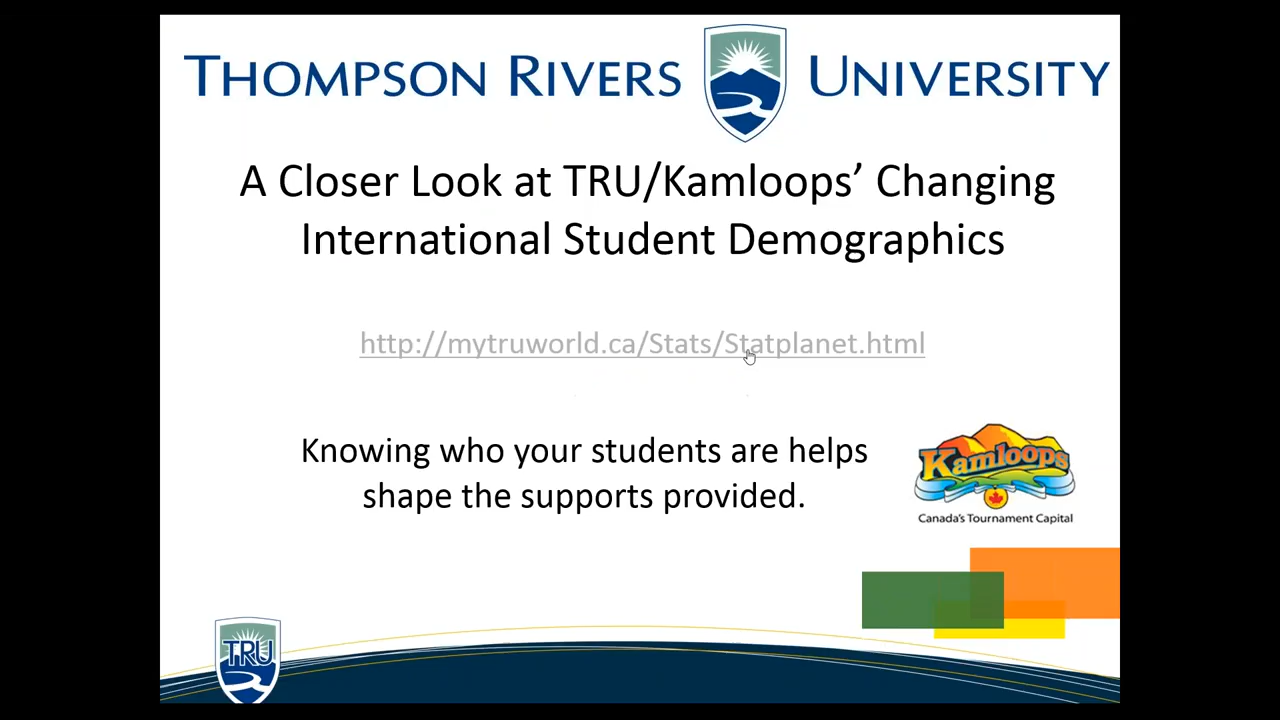 THOMPSON RIVERS UNIVERSITY
A Closer Look at TRU/Kamloops’ Changing
International Student Demographics
http://mytruworld.ca/Stats/Statplanet.html
Knowing who your students are helps
shape the supports provided.
Kamloops
Canada's Tournament Capital
TRU